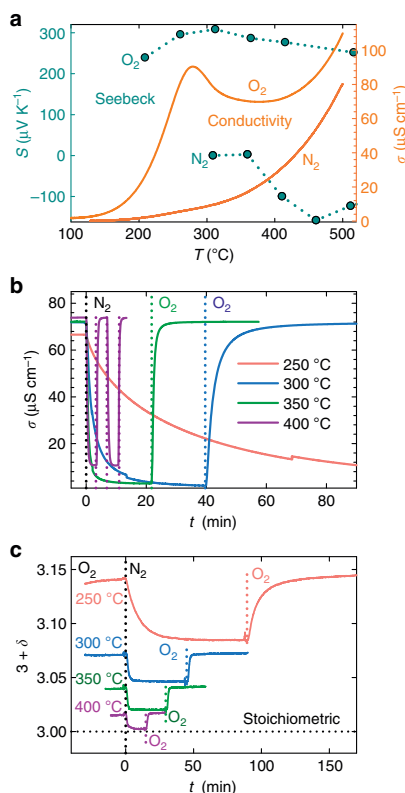 a
300
200
100
0
−100
S (μV K⁻¹)
O₂
Seebeck
O₂
Conductivity
N₂
N₂
100
80
60
40
20
0
σ (μS cm⁻¹)
100 200 300 400 500
T (°C)
b
80
60
40
20
σ (μS cm⁻¹)
N₂ O₂ O₂
250 °C
300 °C
350 °C
400 °C
0 20 40 60 80
t (min)
c
3.15
3.10
3.05
3.00
3 + δ
O₂ N₂
O₂
250 °C
300 °C
O₂
350 °C
400 °C
O₂
O₂
Stoichiometric
0 50 100 150
t (min)